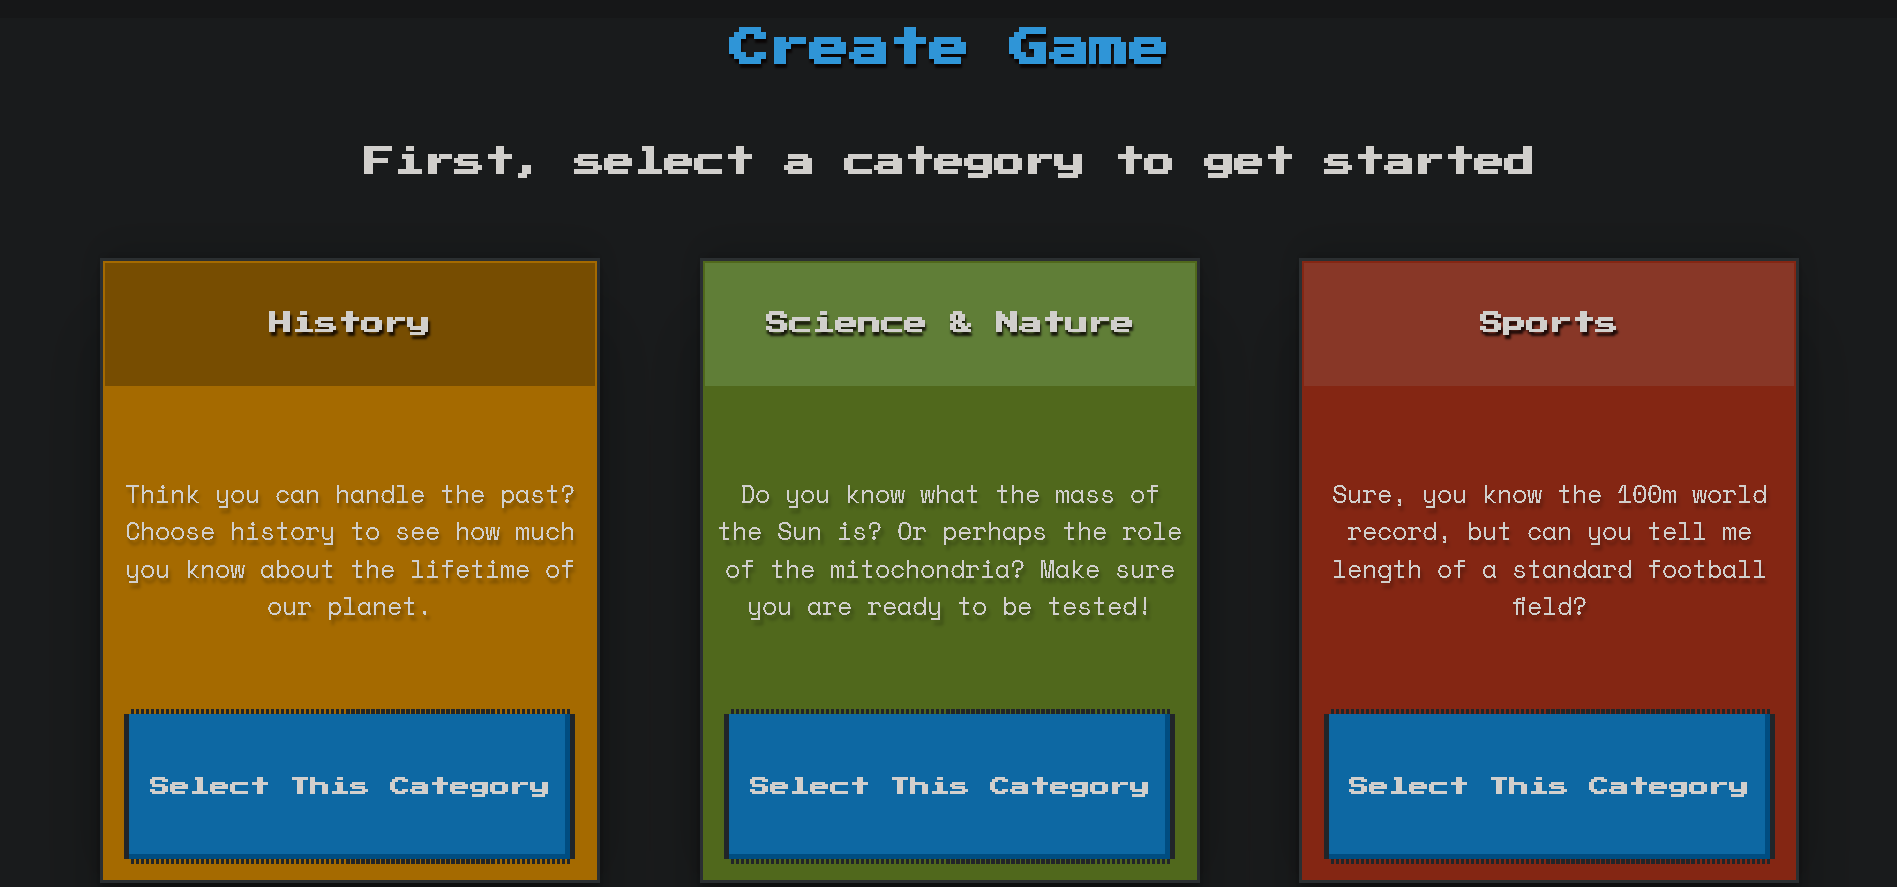 Create Game
First, select a category to get started
History
Think you can handle the past?
Choose history to see how much
you know about the lifetime of
our planet.
Select This Category
Science & Nature
Do you know what the mass of
the Sun is? Or perhaps the role
of the mitochondria? Make sure
you are ready to be tested!
Select This Category
Sports
Sure, you know the 100m world
record, but can you tell me
length of a standard football
field?
Select This Category